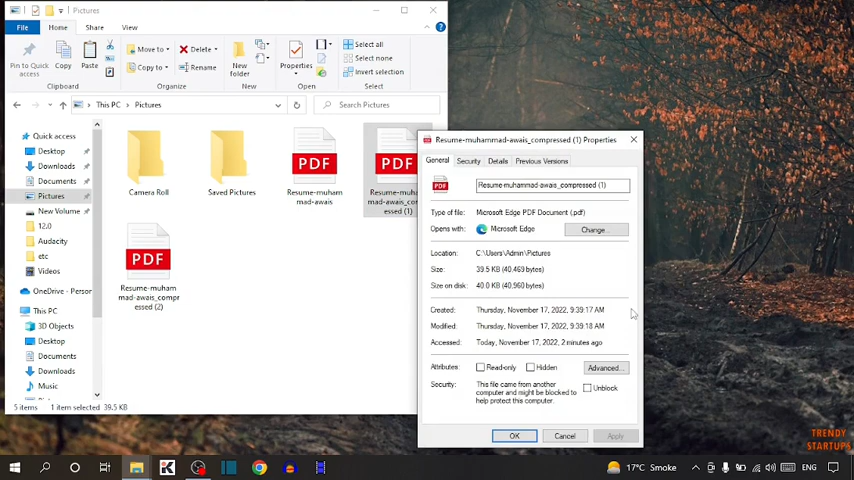 Pictures
File
Home
Share
View
Pin to Quick access
Copy
Paste
Move to
Copy to
Delete
Rename
New folder
Properties
Open
Select all
Select none
Invert selection
Clipboard
Organize
New
Open
Select
This PC
Pictures
Search Pictures
Quick access
Desktop
Downloads
Documents
Pictures
New Volume
12,0
Audacity
etc
Videos
OneDrive - Person
This PC
3D Objects
Desktop
Documents
Downloads
Music
Camera Roll
Saved Pictures
PDF
Resume-muham
mad-awais
PDF
Resume-muham
mad-awais_compr
essed (1)
PDF
Resume-muham
mad-awais_compr
essed (2)
5 items
1 item selected 39.5 KB
Resume-muhammad-awais_compressed (1) Properties
General
Security
Details
Previous Versions
PDF
Resume-muhammad-awais_compressed (1)
Type of file:
Microsoft Edge PDF Document (.pdf)
Opens with:
Microsoft Edge
Change...
Location:
C:\Users\Admin\Pictures
Size:
39.5 KB (40,469 bytes)
Size on disk:
40.0 KB (40,960 bytes)
Created:
Thursday, November 17, 2022, 9:39:17 AM
Modified:
Thursday, November 17, 2022, 9:39:18 AM
Accessed:
Today, November 17, 2022, 2 minutes ago
Attributes:
Read-only
Hidden
Advanced...
Security:
This file came from another
computer and might be blocked to
help protect this computer.
Unblock
OK
Cancel
Apply
TRENDY
STARTUPS
17°C Smoke
ENG